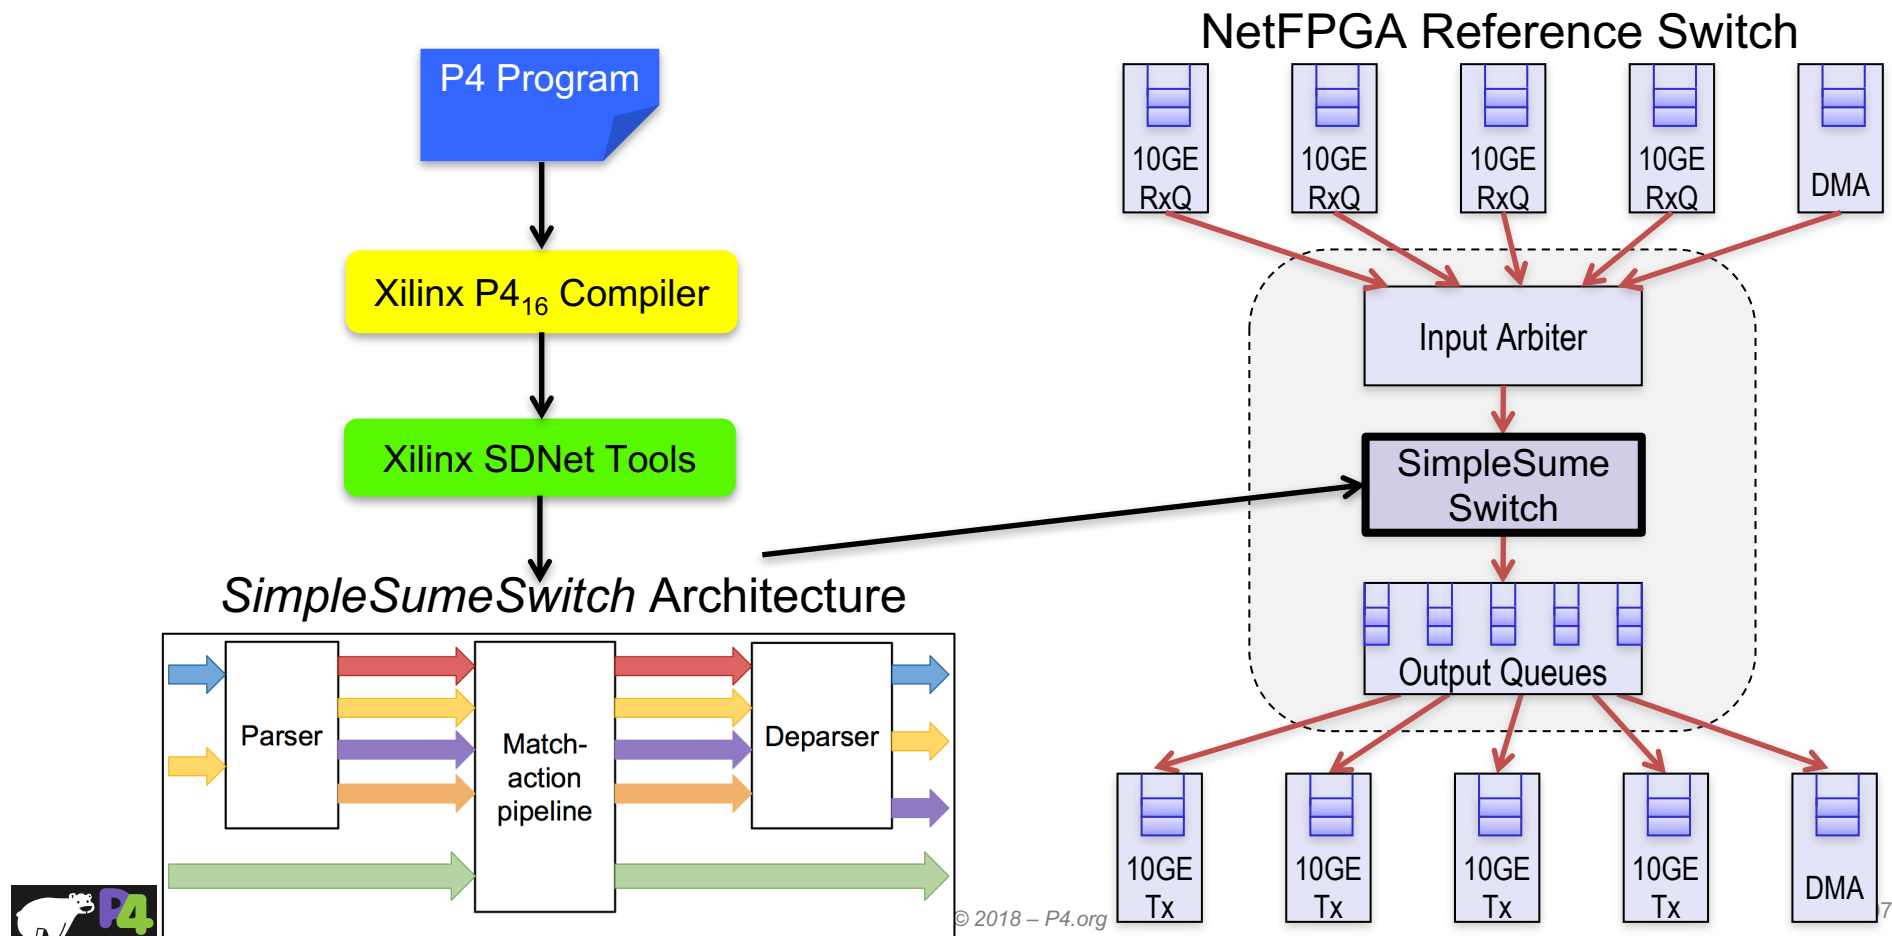 NetFPGA Reference Switch
P4 Program
10GE
RxQ
10GE
RxQ
10GE
RxQ
10GE
RxQ
DMA
Xilinx P4₁₆ Compiler
Input Arbiter
Xilinx SDNet Tools
SimpleSume
Switch
SimpleSumeSwitch Architecture
Output Queues
Parser
Match-
action
pipeline
Deparser
10GE
Tx
10GE
Tx
10GE
Tx
10GE
Tx
DMA
P4
© 2018 – P4.org